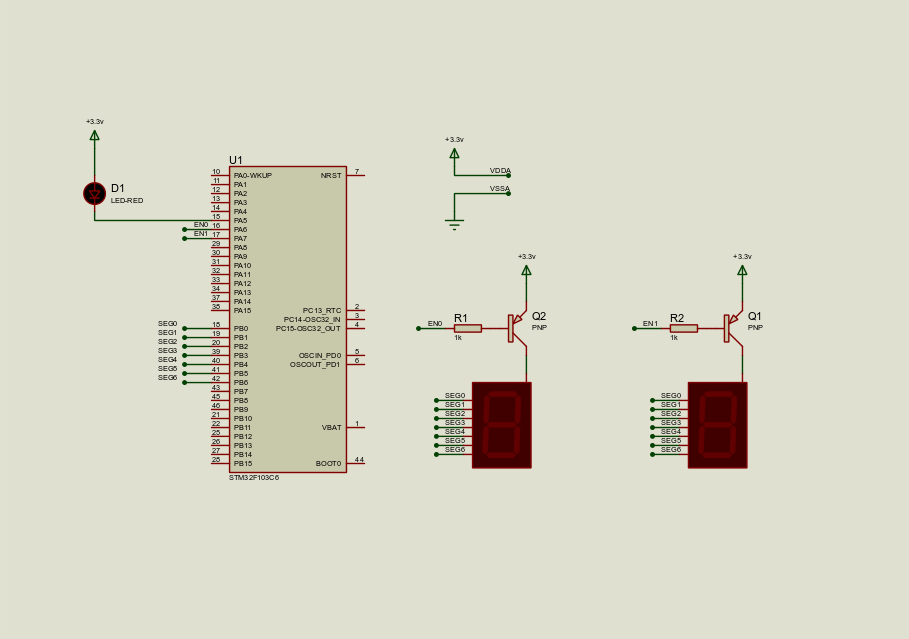 +3.3v
D1
LED-RED
U1
10 PA0-WKUP NRST 7
11 PA1
12 PA2
13 PA3
14 PA4
15 PA5
EN0 16 PA6
EN1 17 PA7
29 PA8
30 PA9
31 PA10
32 PA11
33 PA12
34 PA13
37 PA14
38 PA15
PC13_RTC 2
PC14-OSC32_IN 3
SEG0 18 PB0 PC15-OSC32_OUT 4
SEG1 19 PB1
SEG2 20 PB2
SEG3 39 PB3 OSCIN_PD0 5
SEG4 40 PB4 OSCOUT_PD1 6
SEG5 41 PB5
SEG6 42 PB6
43 PB7
45 PB8
46 PB9
21 PB10
22 PB11 VBAT 1
25 PB12
26 PB13
27 PB14
28 PB15 BOOT0 44
STM32F103C6
+3.3v
VDDA
VSSA
+3.3v
EN0
R1
1k
Q2
PNP
SEG0
SEG1
SEG2
SEG3
SEG4
SEG5
SEG6
+3.3v
EN1
R2
1k
Q1
PNP
SEG0
SEG1
SEG2
SEG3
SEG4
SEG5
SEG6